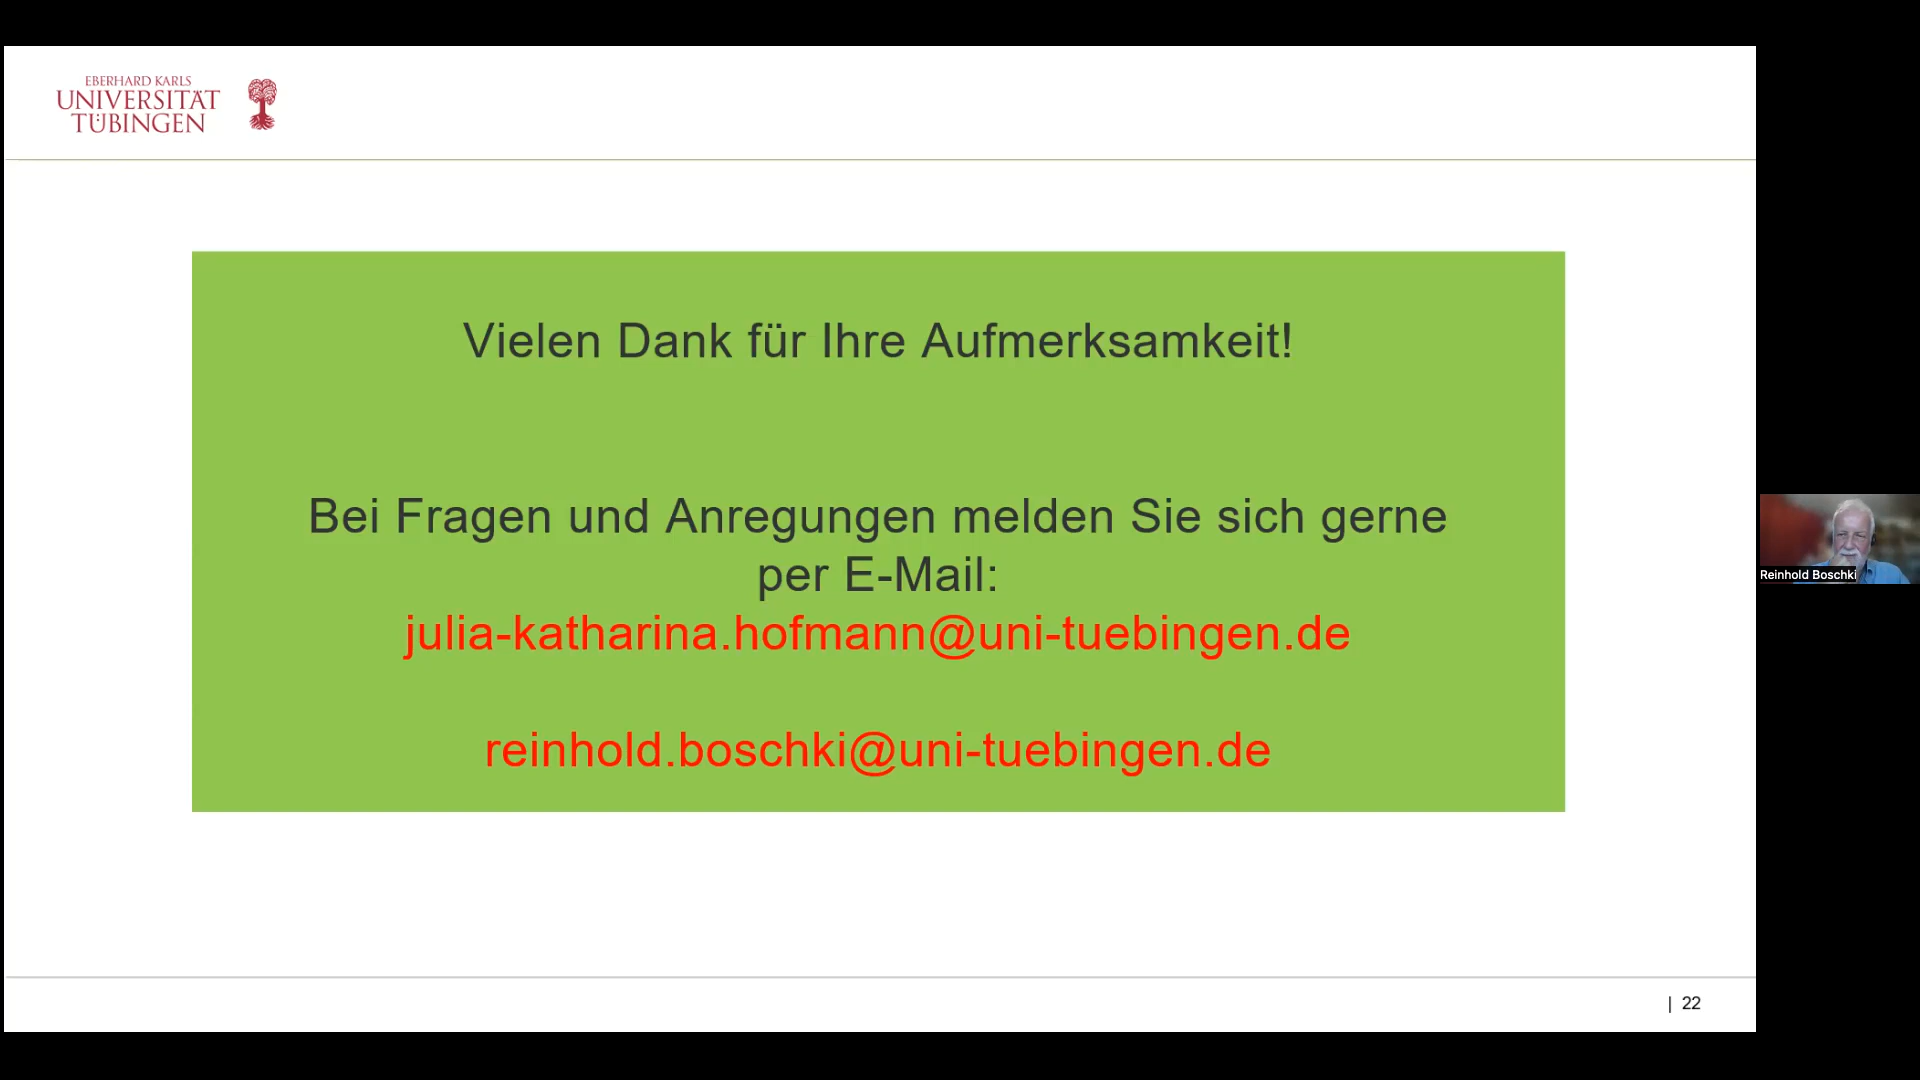 EBERHARD KARLS
UNIVERSITÄT
TÜBINGEN
Vielen Dank für Ihre Aufmerksamkeit!
Bei Fragen und Anregungen melden Sie sich gerne
per E-Mail:
julia-katharina.hofmann@uni-tuebingen.de
reinhold.boschki@uni-tuebingen.de
Reinhold Boschki
| 22